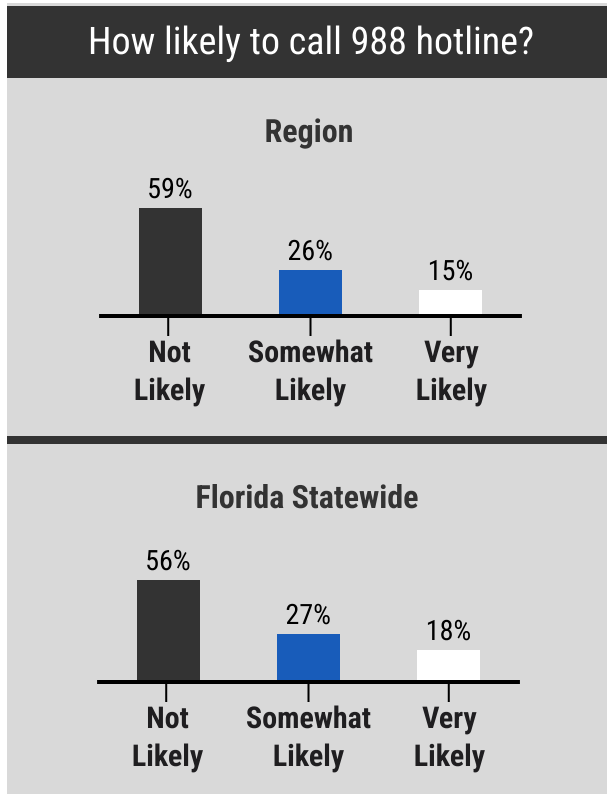 How likely to call 988 hotline?
Region
59%
26%
15%
Not Likely
Somewhat Likely
Very Likely
Florida Statewide
56%
27%
18%
Not Likely
Somewhat Likely
Very Likely